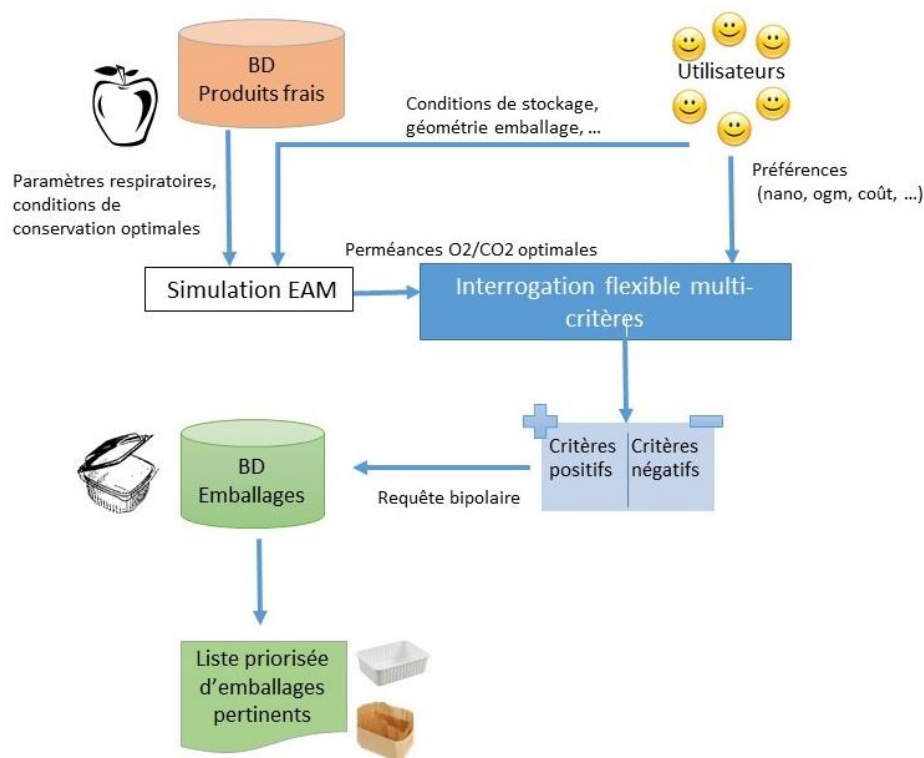 BD
Produits frais
Utilisateurs
Conditions de stockage,
géométrie emballage, ...
Paramètres respiratoires,
conditions de
conservation optimales
Préférences
(nano, ogm, coût, ...)
Perméances O2/CO2 optimales
Simulation EAM
Interrogation flexible multi-
critères
Critères
positifs
Critères
négatifs
BD
Emballages
Requête bipolaire
Liste priorisée
d'emballages
pertinents